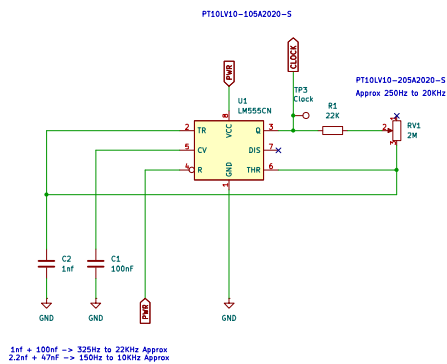 PT10LV10-105A2020-S
CLOCK
PWR
PT10LV10-205A2020-S
Approx 250Hz to 20KHz
TP3
Clock
U1
LM555CN
R1
22K
RV1
2M
2
TR
8
VCC
Q
3
5
CV
DIS
7
4
R
GND
1
THR
6
2
C2
1nf
C1
100nF
PWR
GND
GND
GND
1nf + 100nf -> 325Hz to 22KHz Approx
2.2nf + 47nF -> 150Hz to 10KHz Approx